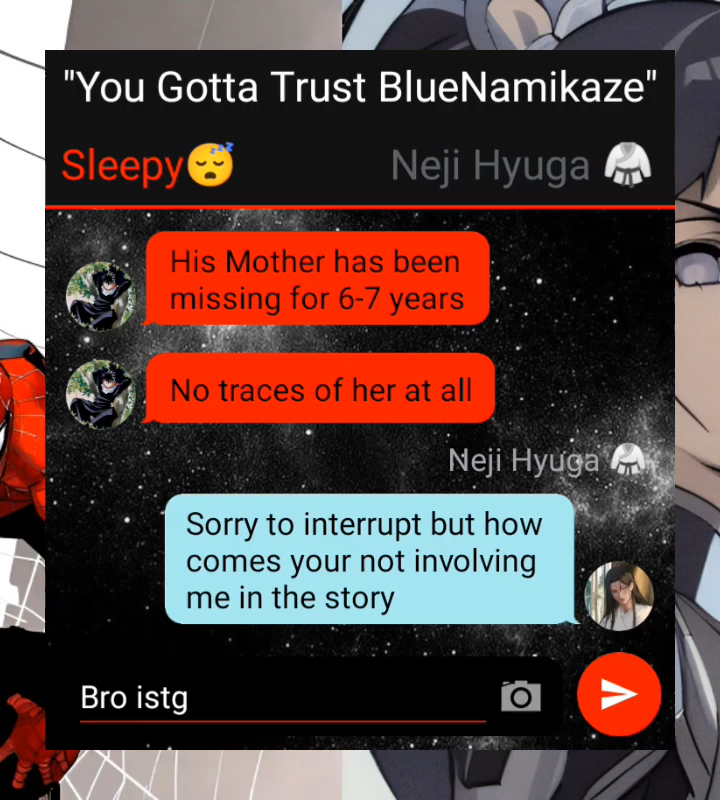 "You Gotta Trust BlueNamikaze"
Sleepy😴
Neji Hyuga 🥋
His Mother has been
missing for 6-7 years
No traces of her at all
Neji Hyuga 🥋
Sorry to interrupt but how
comes your not involving
me in the story
Bro istg